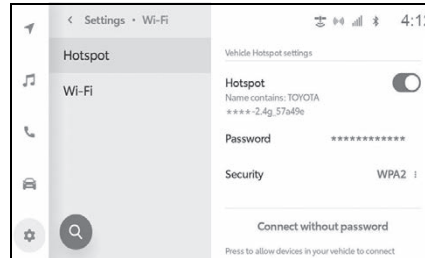 < Settings • Wi-Fi
4:13
Hotspot
Wi-Fi
Vehicle Hotspot settings
Hotspot
Name contains: TOYOTA
****-2.4g_57a49e
Password ************
Security WPA2
Connect without password
Press to allow devices in your vehicle to connect